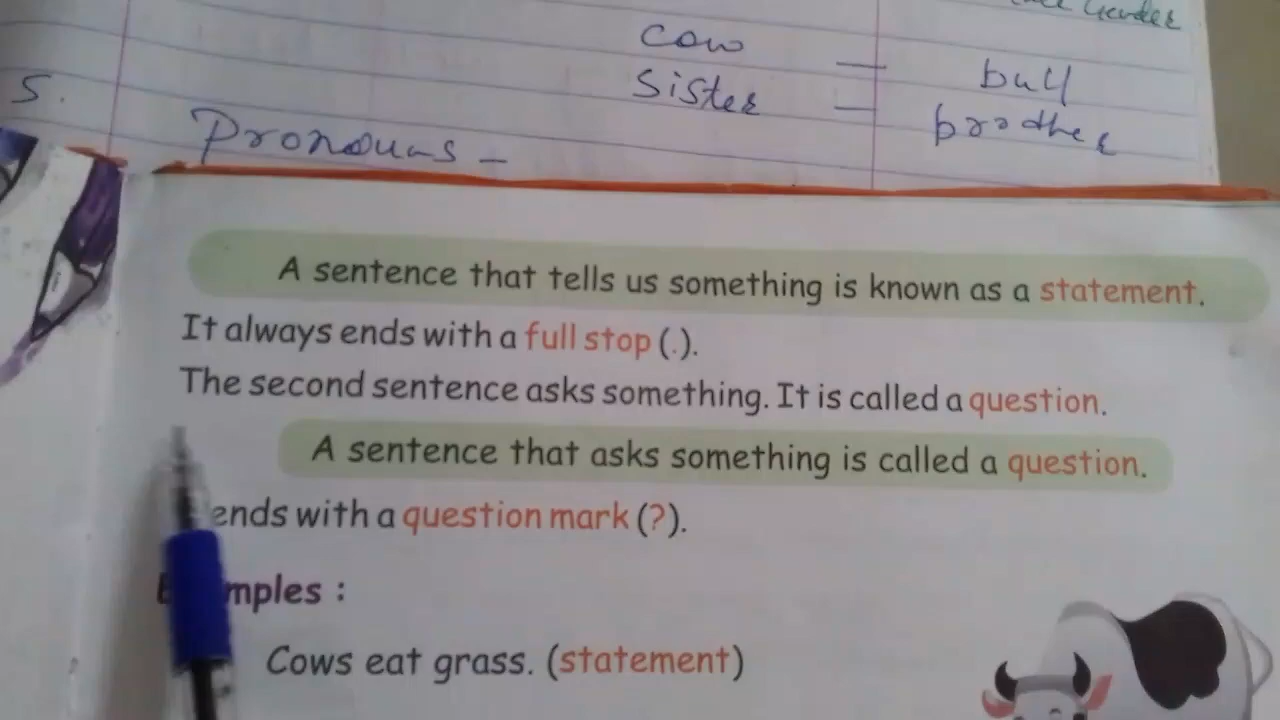 Gender
Cow — bull
Sister — brother
5. Pronouns –
A sentence that tells us something is known as a statement.
It always ends with a full stop (.).
The second sentence asks something. It is called a question.
A sentence that asks something is called a question.
ends with a question mark (?).
Examples :
Cows eat grass. (statement)